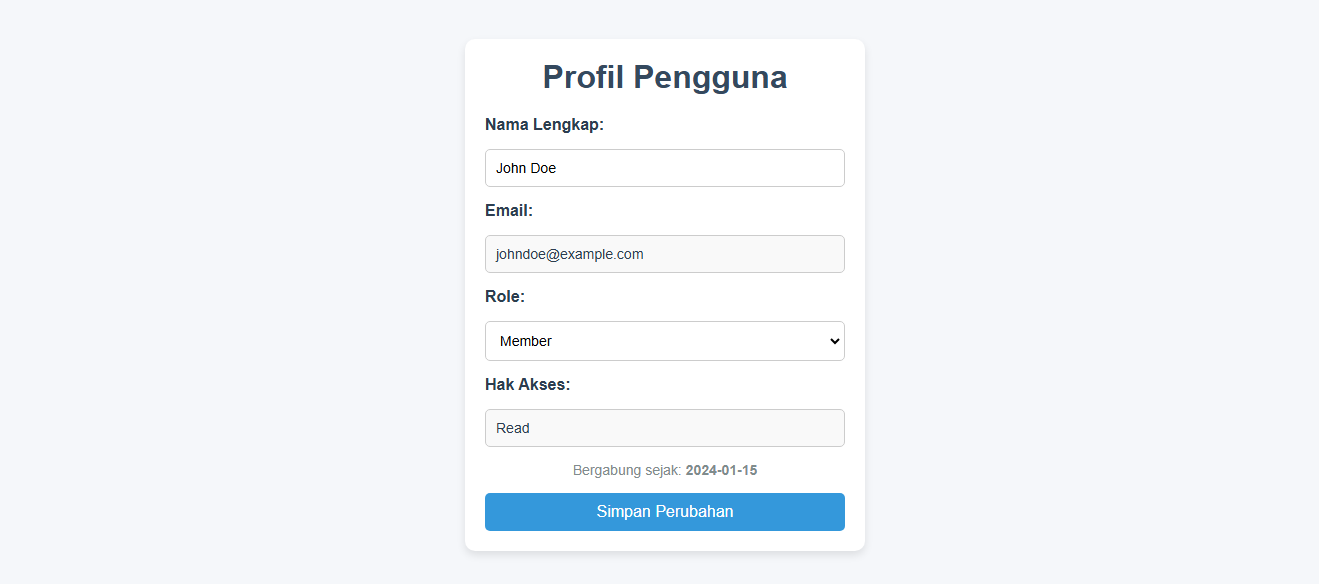 Profil Pengguna
Nama Lengkap:
John Doe
Email:
johndoe@example.com
Role:
Member
Hak Akses:
Read
Bergabung sejak: 2024-01-15
Simpan Perubahan